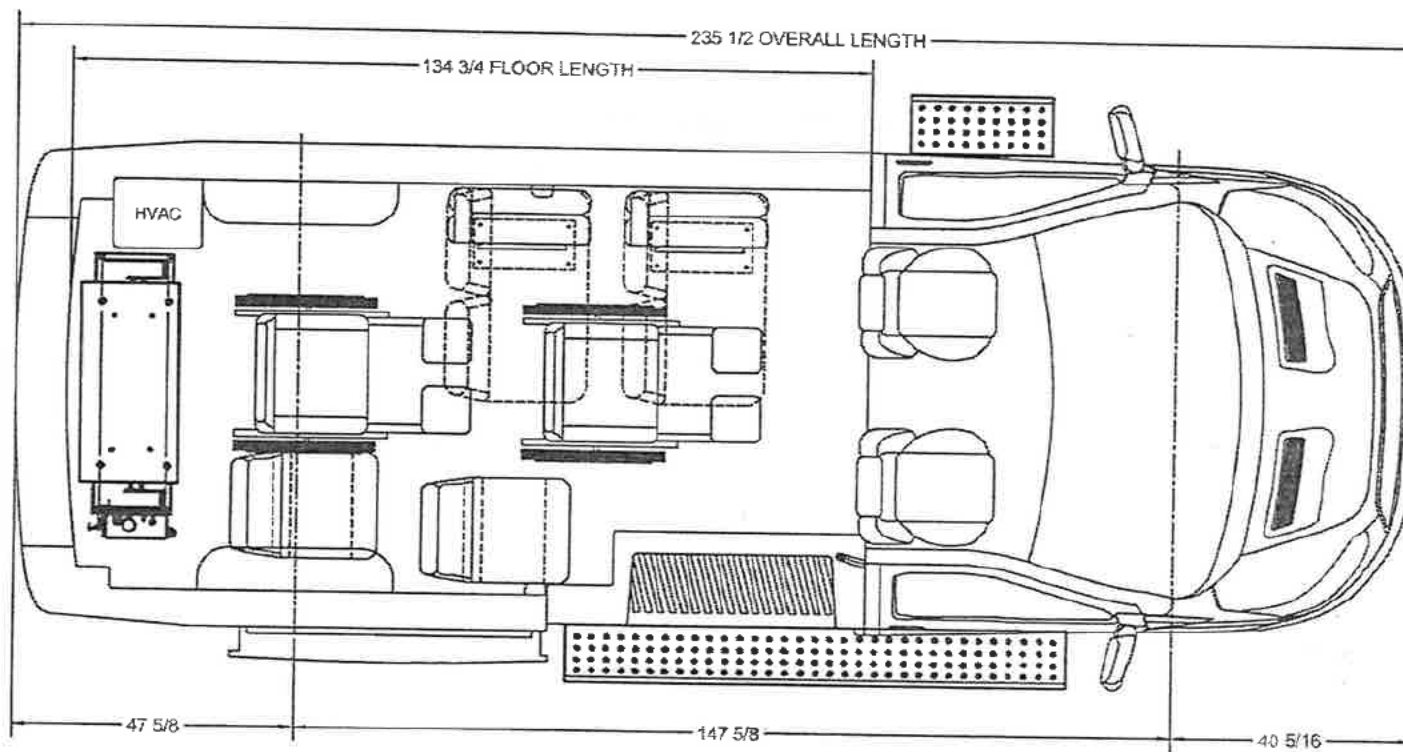 235 1/2 OVERALL LENGTH
134 3/4 FLOOR LENGTH
HVAC
47 5/8
147 5/8
40 5/16